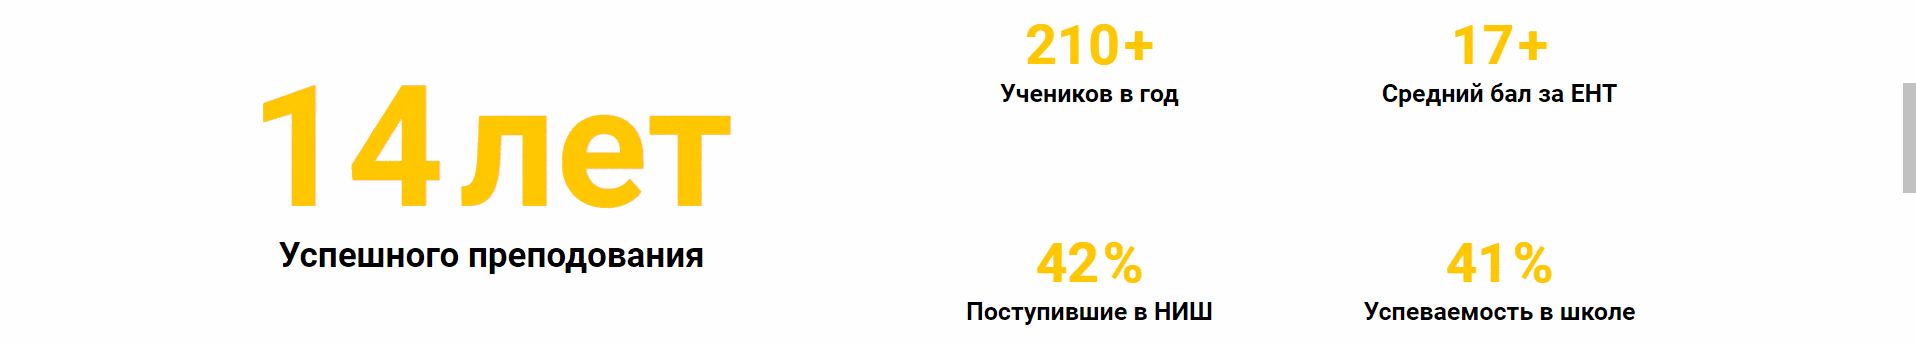 14 лет
Успешного преподования
210+
Учеников в год
17+
Средний бал за ЕНТ
42%
Поступившие в НИШ
41%
Успеваемость в школе